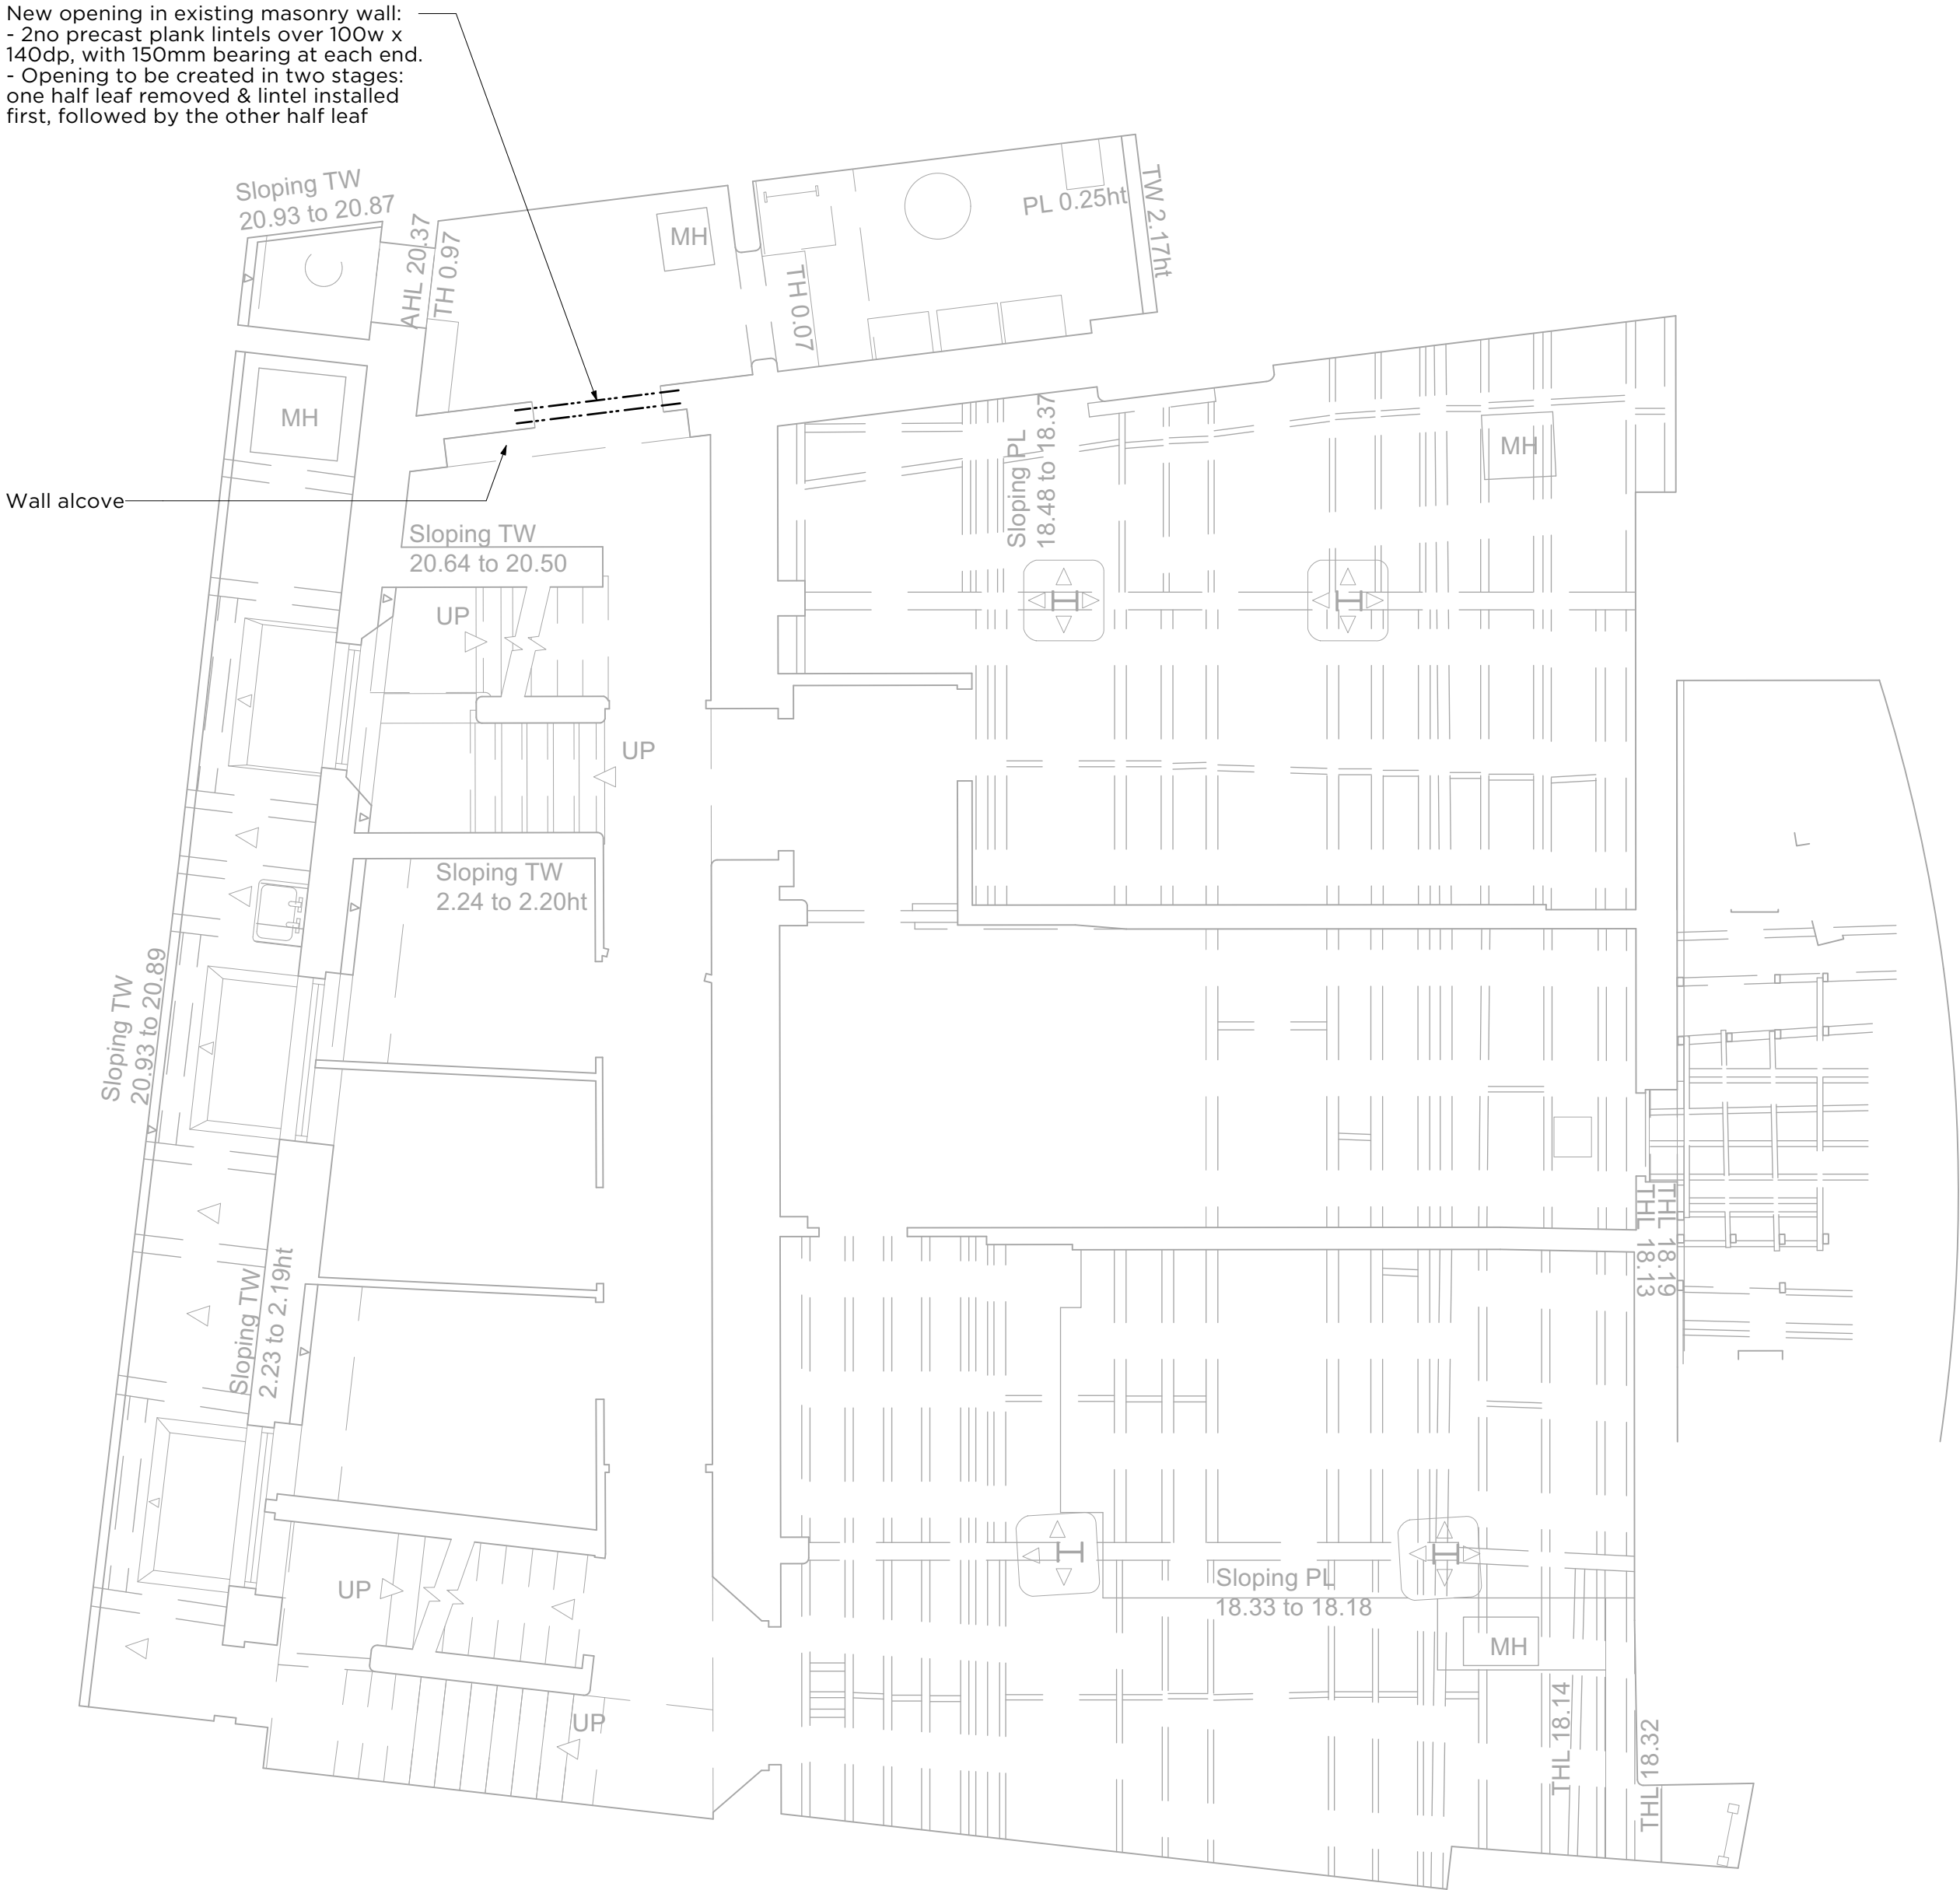 New opening in existing masonry wall:
- 2no precast plank lintels over 100w x
140dp, with 150mm bearing at each end.
- Opening to be created in two stages:
one half leaf removed & lintel installed
first, followed by the other half leaf
Sloping TW
20.93 to 20.87
AHL 20.37
TH 0.97
MH
TH 0.07
PL 0.25ht
TW 2.17ht
MH
Wall alcove
Sloping PL
18.48 to 18.37
MH
Sloping TW
20.64 to 20.50
UP
H
H
UP
Sloping TW
2.24 to 2.20ht
Sloping TW
20.93 to 20.89
THL 18.19
THL 18.13
Sloping TW
2.23 to 2.19ht
H
H
UP
Sloping PL
18.33 to 18.18
MH
UP
THL 18.14
THL 18.32